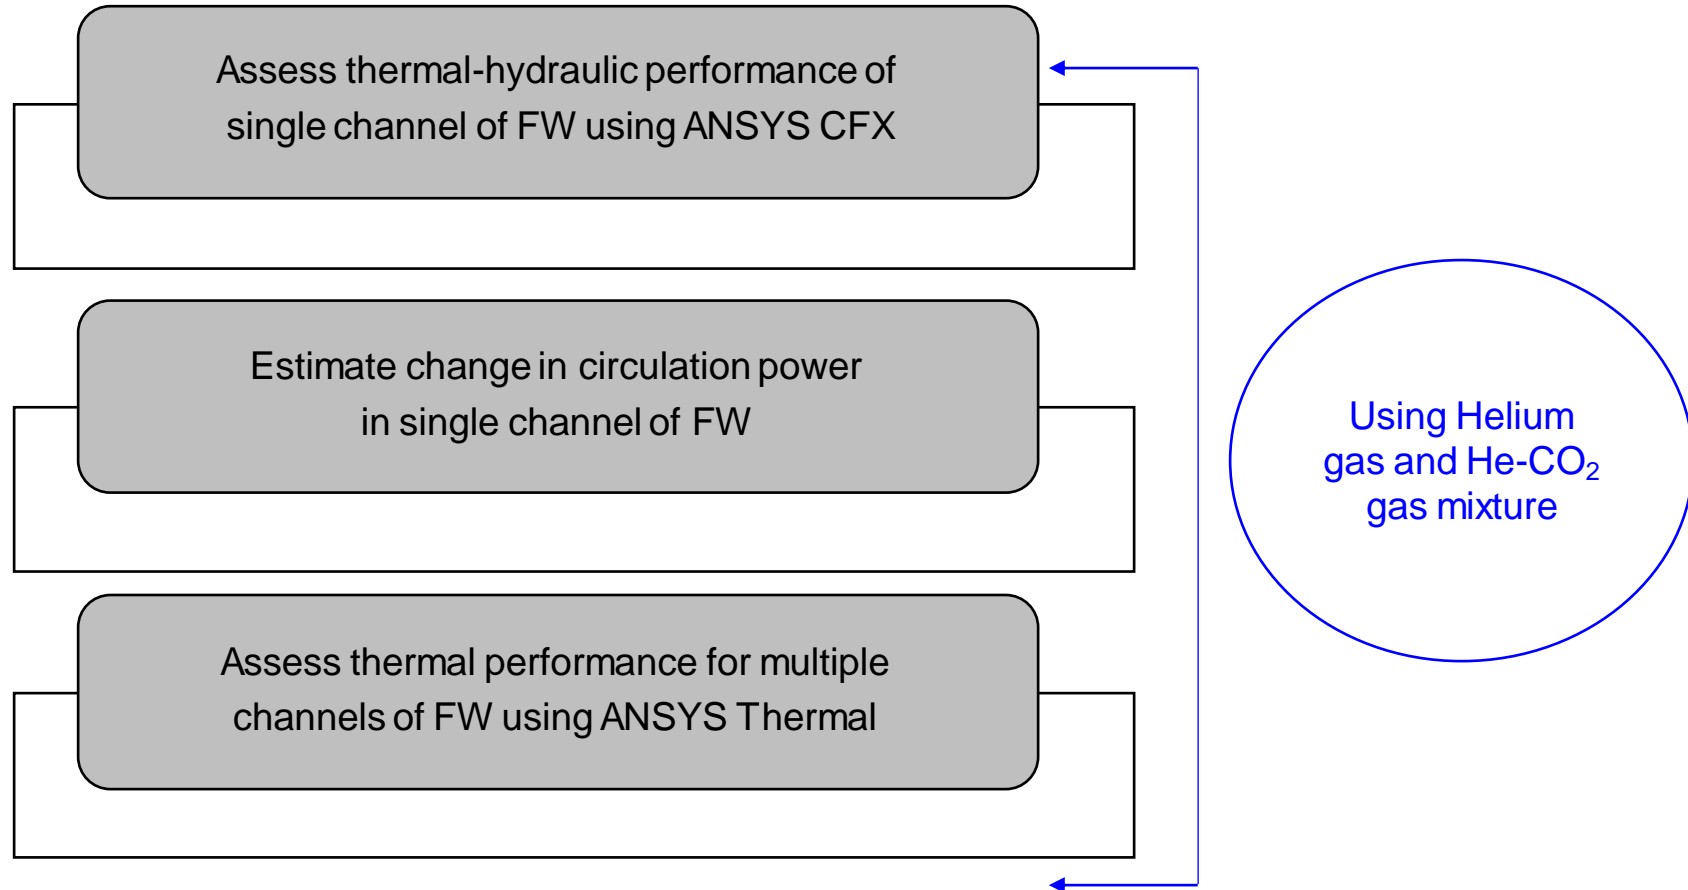 Assess thermal-hydraulic performance of
single channel of FW using ANSYS CFX
Estimate change in circulation power
in single channel of FW
Assess thermal performance for multiple
channels of FW using ANSYS Thermal
Using Helium
gas and He-CO₂
gas mixture